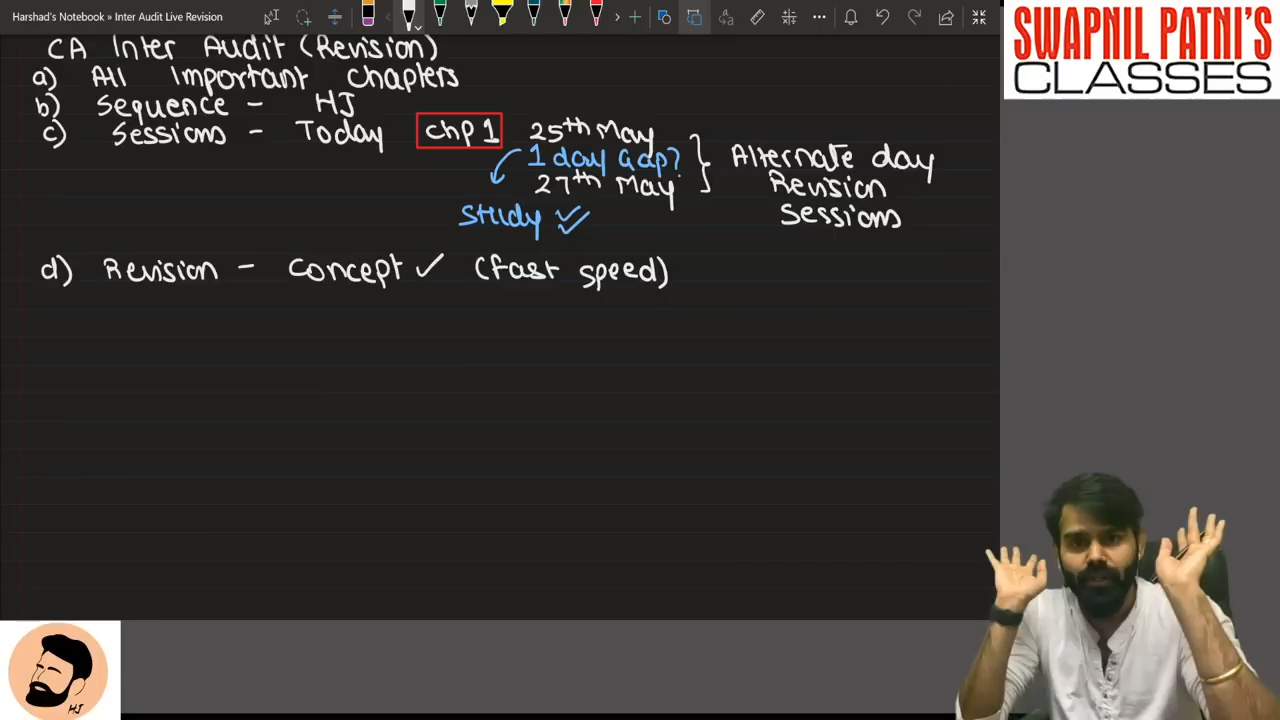 Harshad's Notebook » Inter Audit Live Revision
SWAPNIL PATNI'S
CLASSES
CA Inter Audit (Revision)
a) All Important Chapters
b) Sequence - HJ
c) Sessions - Today Chp 1 25th May
1 day Gap?
27th May
Alternate day
Revision
Sessions
Study
d) Revision - Concept ✓ (fast speed)
HJ